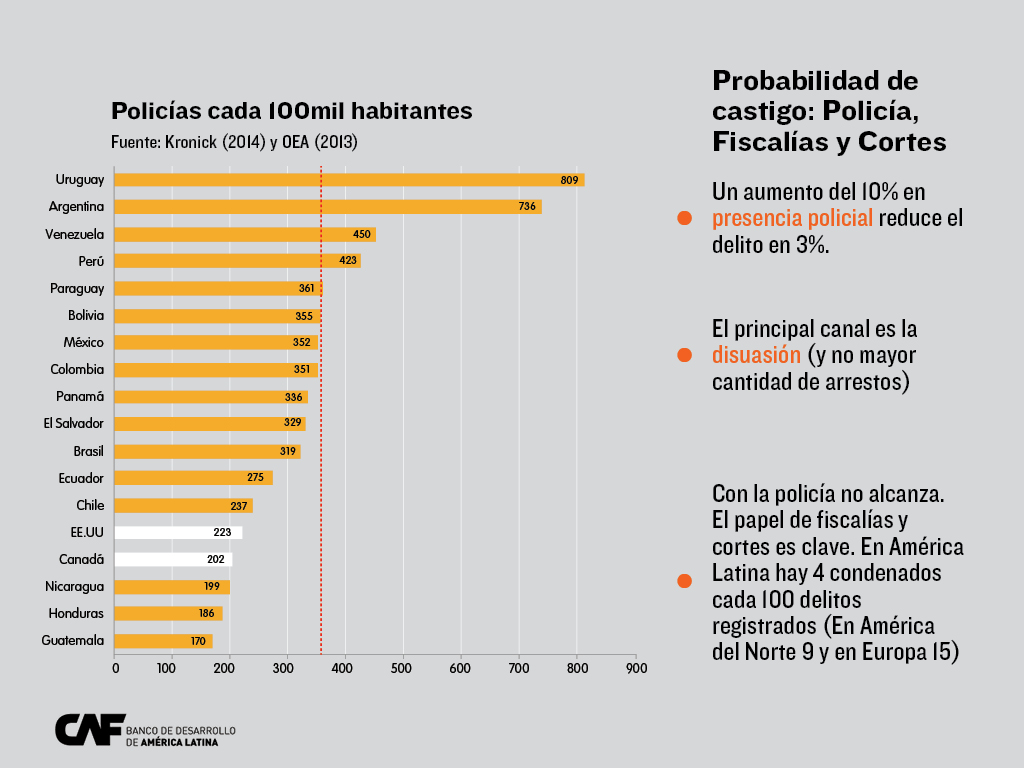 Policías cada 100mil habitantes
Fuente: Kronick (2014) y OEA (2013)
Uruguay 809
Argentina 736
Venezuela 450
Perú 423
Paraguay 361
Bolivia 355
México 352
Colombia 351
Panamá 336
El Salvador 329
Brasil 319
Ecuador 275
Chile 237
EE.UU 223
Canadá 202
Nicaragua 199
Honduras 186
Guatemala 170
0 100 200 300 400 500 600 700 800 900
Probabilidad de
castigo: Policía,
Fiscalías y Cortes
Un aumento del 10% en
presencia policial reduce el
delito en 3%.
El principal canal es la
disuasión (y no mayor
cantidad de arrestos)
Con la policía no alcanza.
El papel de fiscalías y
cortes es clave. En América
Latina hay 4 condenados
cada 100 delitos
registrados (En América
del Norte 9 y en Europa 15)
CAF BANCO DE DESARROLLO
DE AMÉRICA LATINA